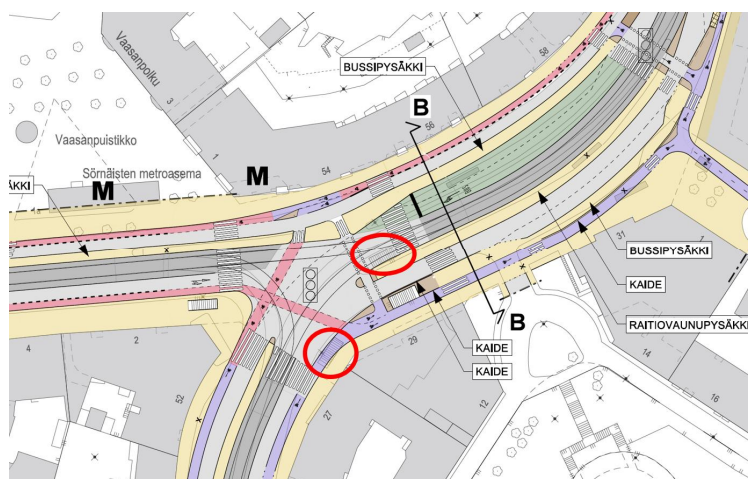 Vaasanpolku
3
58
BUSSIPYSÄKKI
B
56
Vaasanpuistikko
1
54
Sörnäisten metroasema
M
M
ÄKKI
31
BUSSIPYSÄKKI
1
KAIDE
B
RAITIOVAUNUPYSÄKKI
29
KAIDE
KAIDE
4
2
14
16
12
52
27